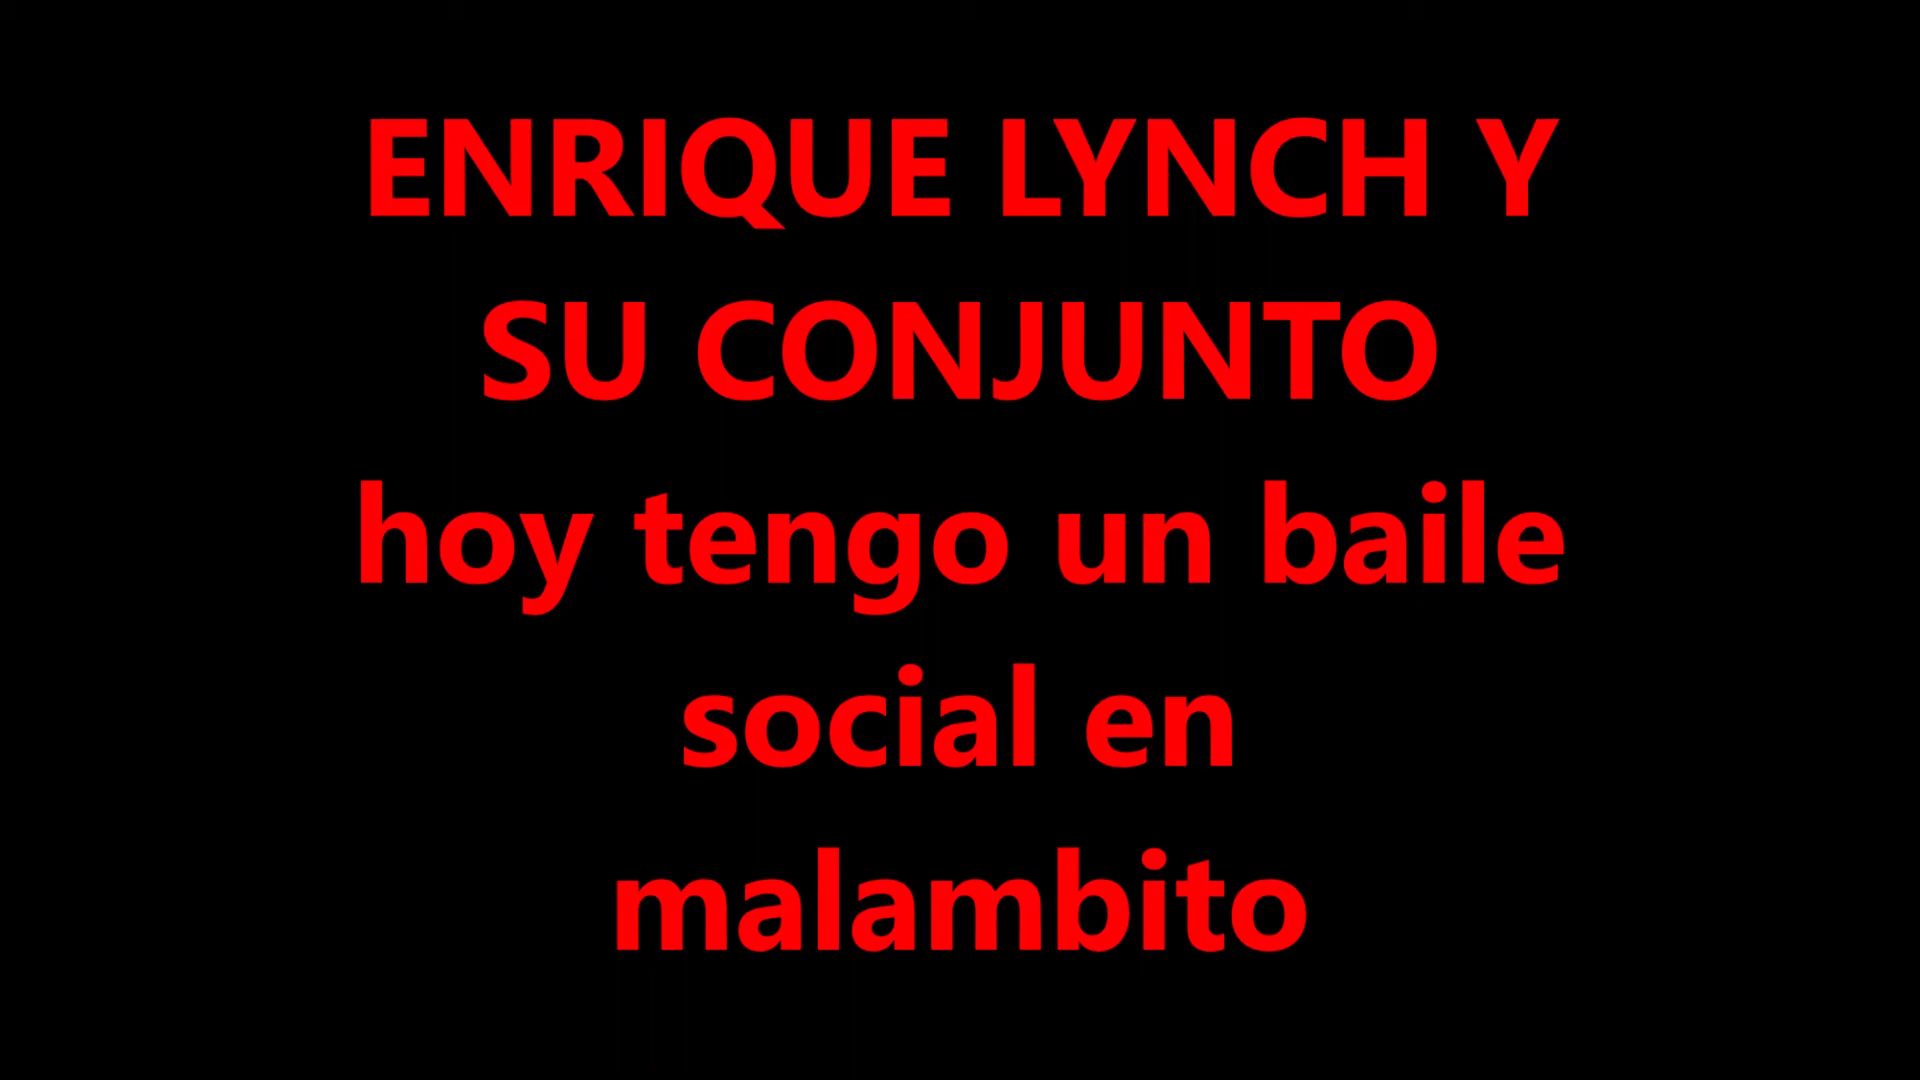 ENRIQUE LYNCH Y
SU CONJUNTO
hoy tengo un baile
social en
malambito